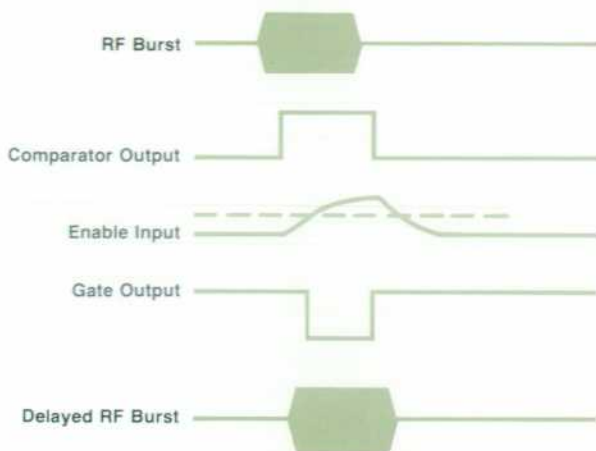 RF Burst
Comparator Output
Enable Input
Gate Output
Delayed RF Burst